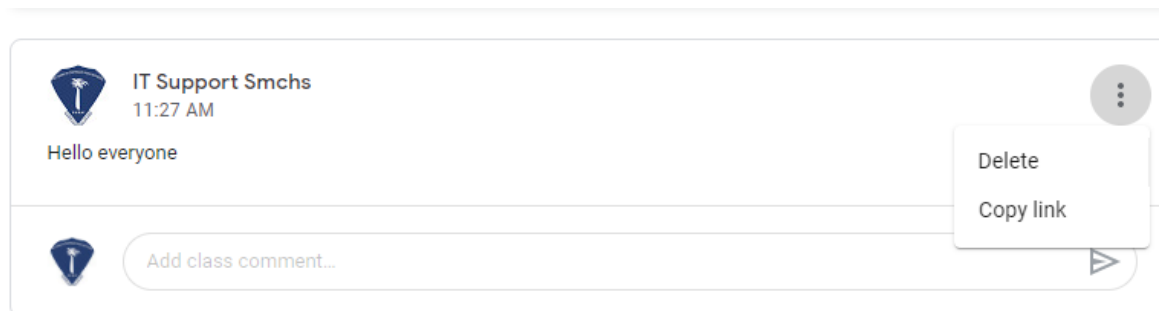 IT Support Smchs
11:27 AM
Hello everyone
Delete
Copy link
Add class comment...